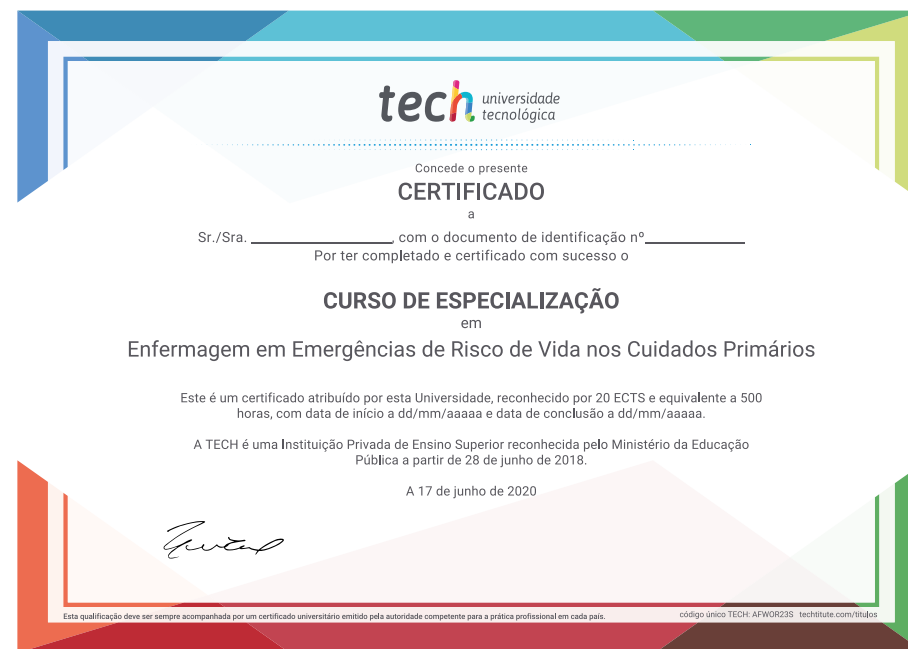 tech universidade
tecnológica
Concede o presente
CERTIFICADO
a
Sr./Sra. ________________, com o documento de identificação nº____________
Por ter completado e certificado com sucesso o
CURSO DE ESPECIALIZAÇÃO
em
Enfermagem em Emergências de Risco de Vida nos Cuidados Primários
Este é um certificado atribuído por esta Universidade, reconhecido por 20 ECTS e equivalente a 500
horas, com data de início a dd/mm/aaaaa e data de conclusão a dd/mm/aaaaa.
A TECH é uma Instituição Privada de Ensino Superior reconhecida pelo Ministério da Educação
Pública a partir de 28 de junho de 2018.
A 17 de junho de 2020
Esta qualificação deve ser sempre acompanhada por um certificado universitário emitido pela autoridade competente para a prática profissional em cada país.
código único TECH: AFWOR23S techtitute.com/titulos